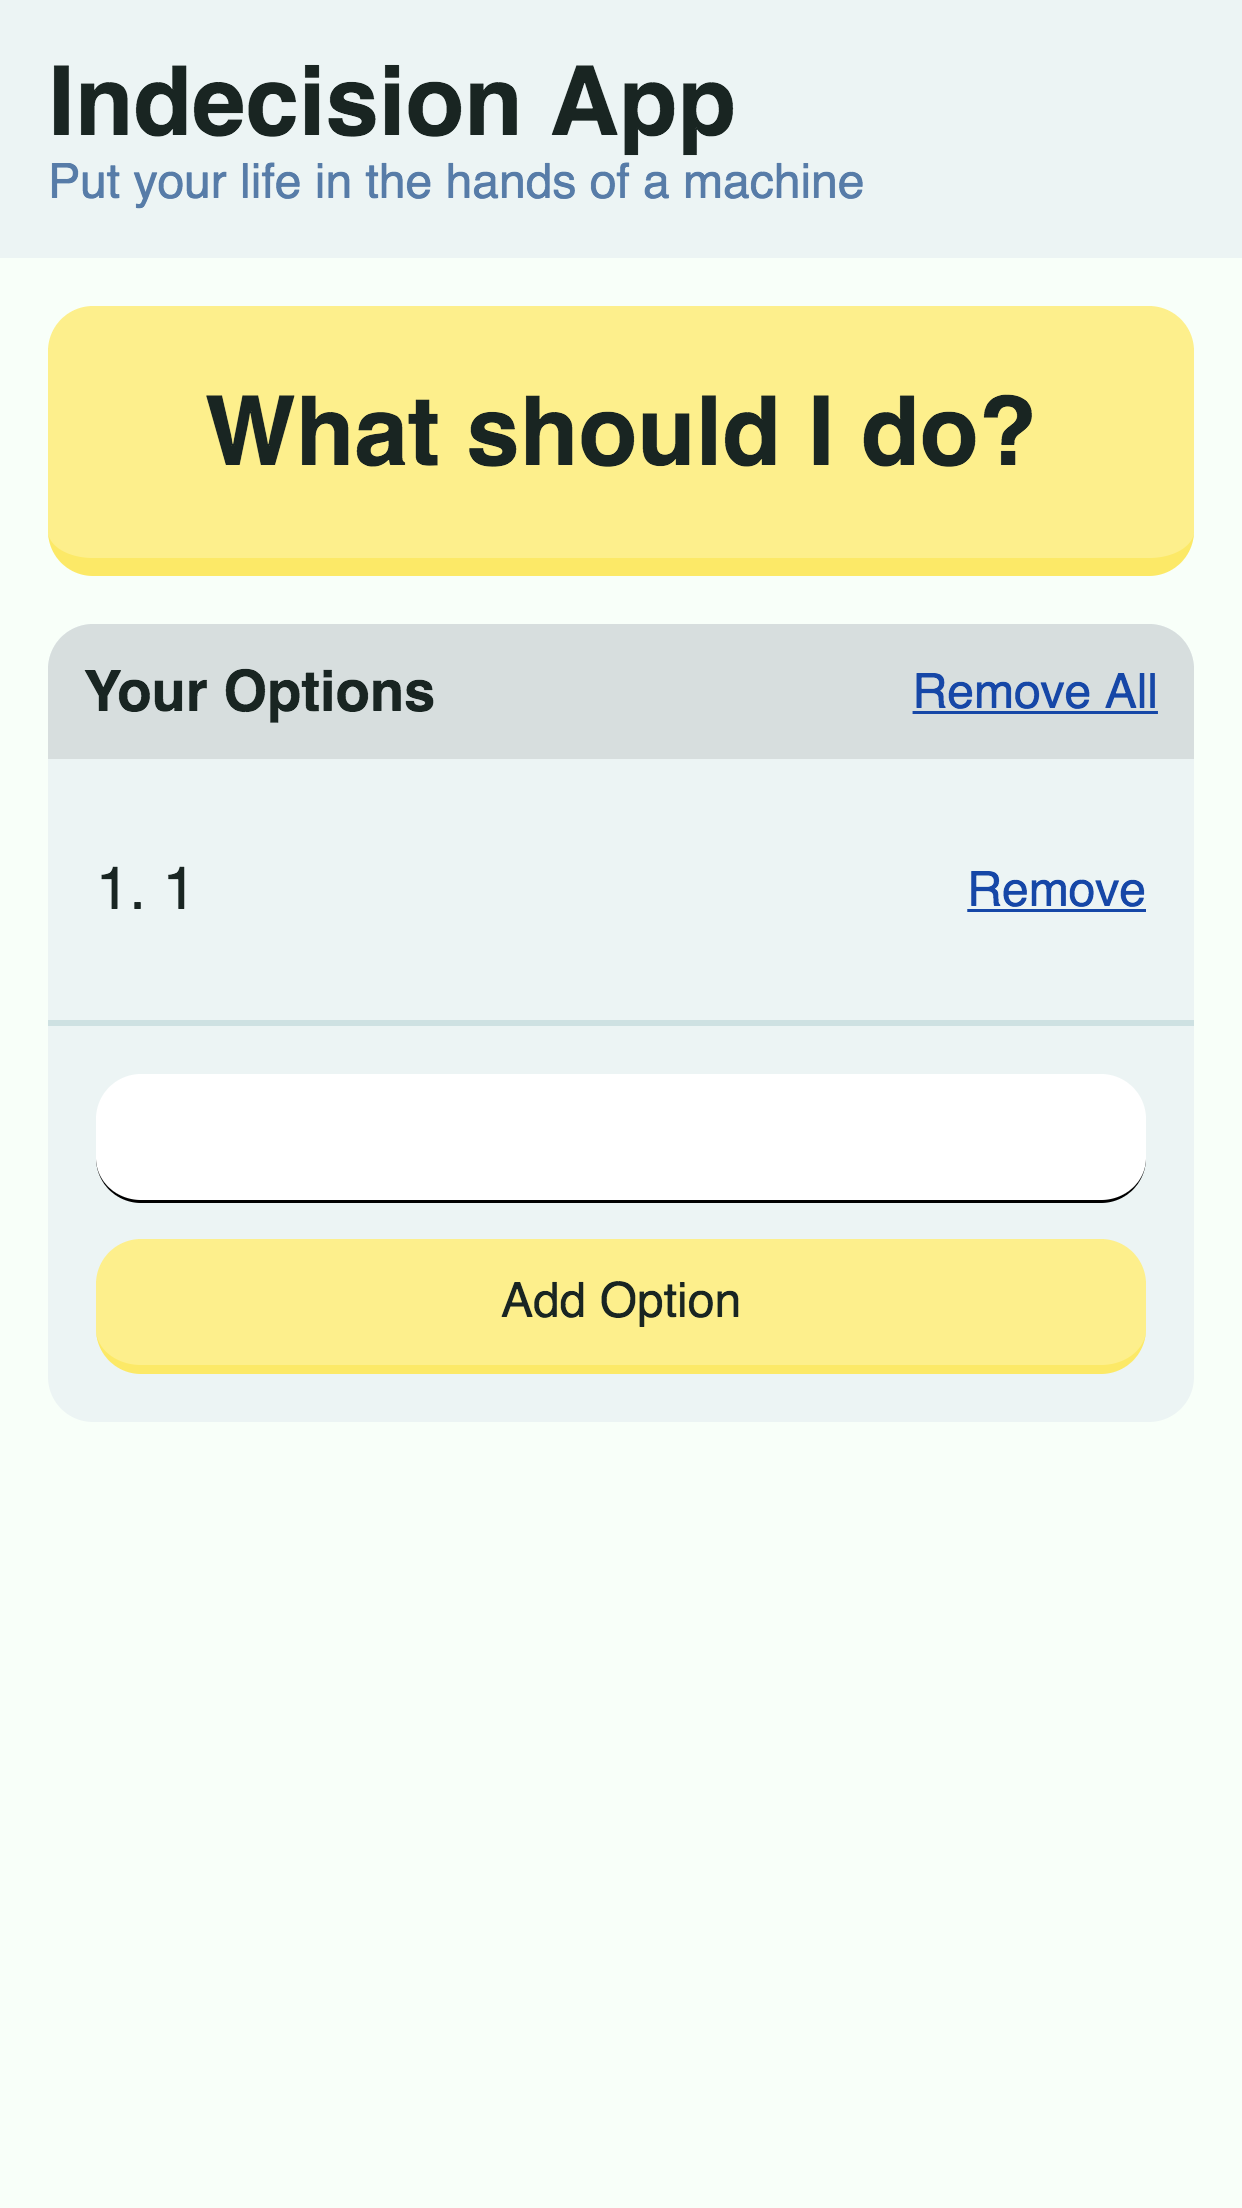 Indecision App
Put your life in the hands of a machine
What should I do?
Your Options
Remove All
1. 1
Remove
Add Option